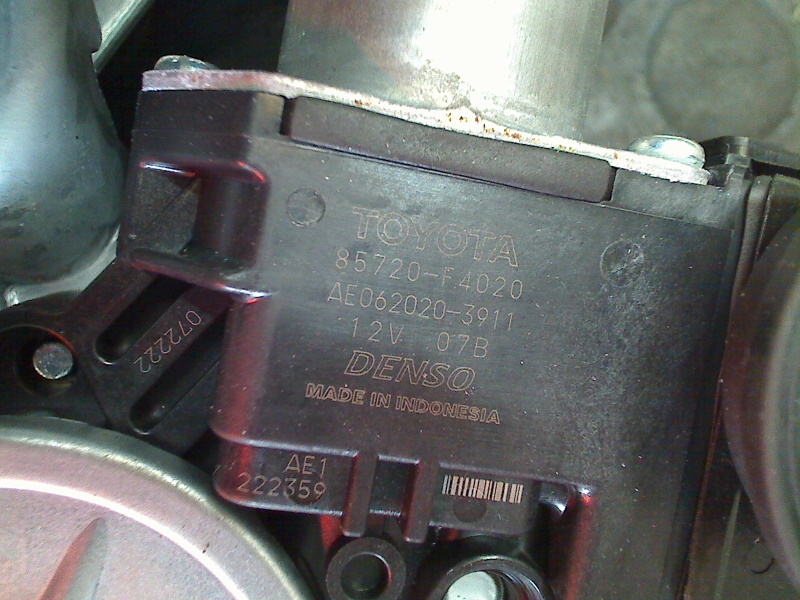 TOYOTA
85720-F4020
AE062020-3911
12V 07B
DENSO
MADE IN INDONESIA
072222
AE1
222359